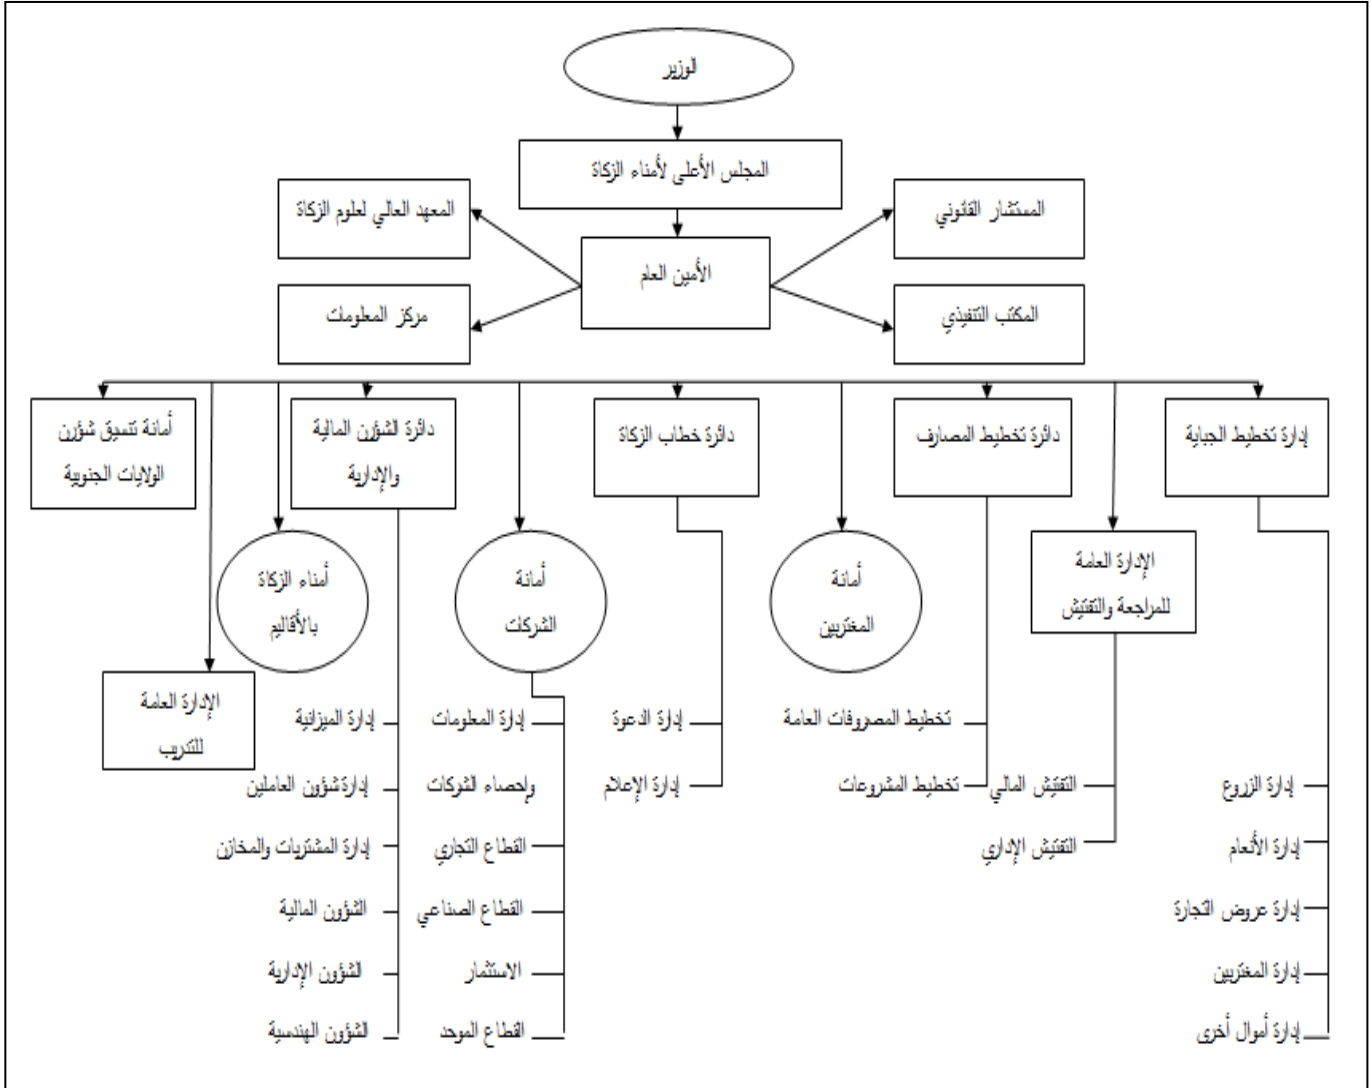 الوزير
المجلس الأعلى لأمناء الزكاة
المستشار القانوني
المعهد العالي لعلوم الزكاة
الأمين العام
المكتب التنفيذي
مركز المعلومات
إدارة تخطيط الجباية
دائرة تخطيط المصارف
دائرة خطاب الزكاة
دائرة الشؤون المالية
والإدارية
أمانة تنسيق شؤون
الولايات الجنوبية
الإدارة العامة
للمراجعة والتفتيش
أمانة
المغتربين
أمانة
الشركات
أمناء الزكاة
بالأقاليم
الإدارة العامة
للتدريب
إدارة الزروع
إدارة الأنعام
إدارة عروض التجارة
إدارة المغتربين
إدارة أموال أخرى
التفتيش المالي
التفتيش الإداري
تخطيط المصروفات العامة
تخطيط المشروعات
إدارة الدعوة
إدارة الإعلام
إدارة المعلومات
وإحصاء الشركات
القطاع التجاري
القطاع الصناعي
الاستثمار
القطاع الموحد
إدارة الميزانية
إدارة شؤون العاملين
إدارة المشتريات والمخازن
الشؤون المالية
الشؤون الإدارية
الشؤون الهندسية